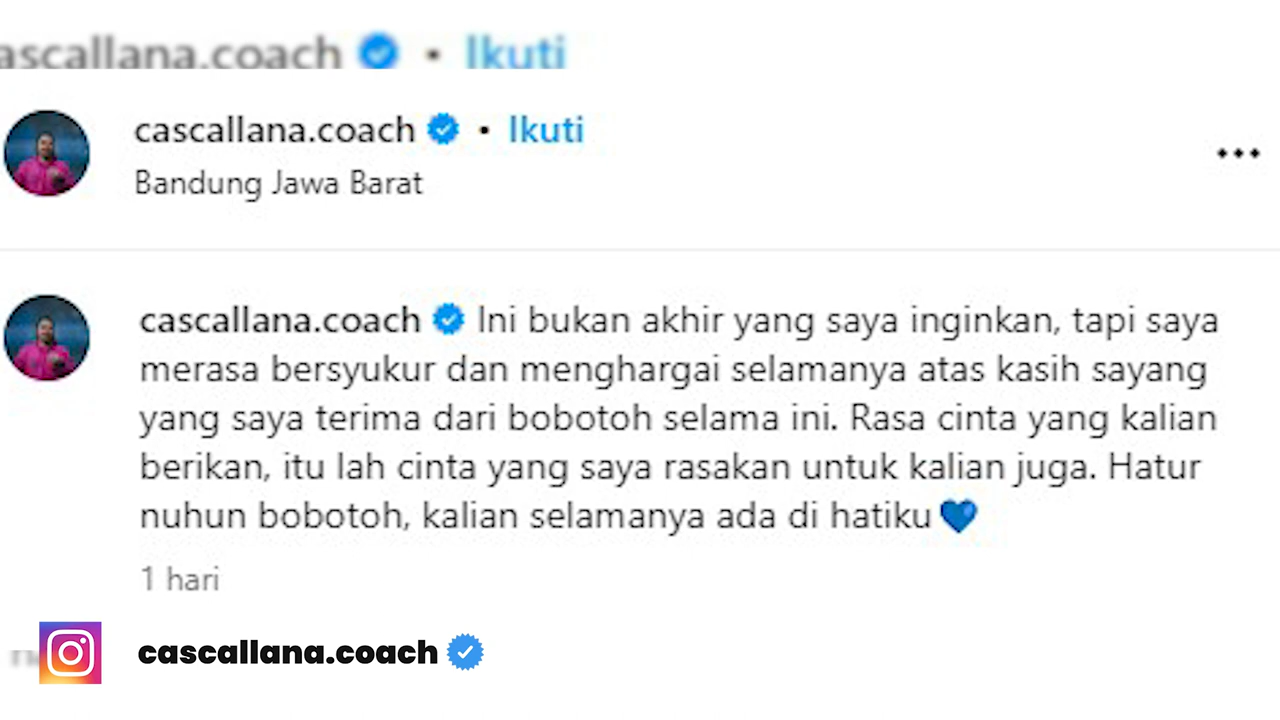 ascallana.coach • Ikuti
cascallana.coach • Ikuti
Bandung Jawa Barat
cascallana.coach Ini bukan akhir yang saya inginkan, tapi saya
merasa bersyukur dan menghargai selamanya atas kasih sayang
yang saya terima dari bobotoh selama ini. Rasa cinta yang kalian
berikan, itu lah cinta yang saya rasakan untuk kalian juga. Hatur
nuhun bobotoh, kalian selamanya ada di hatiku💙
1 hari
cascallana.coach